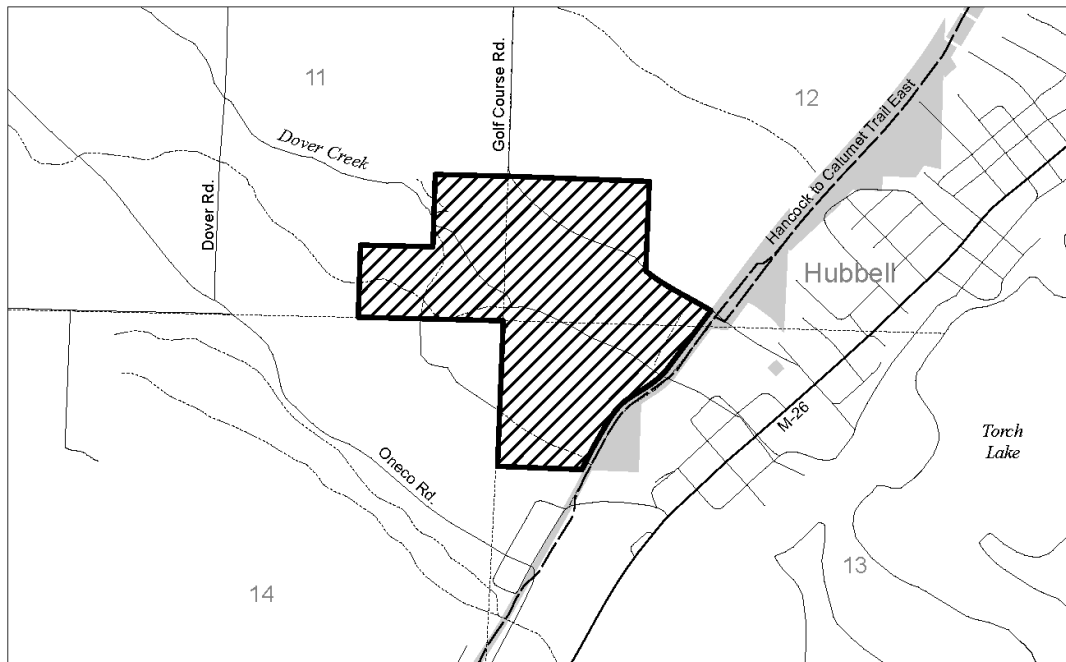 11
Golf Course Rd.
12
Hancock to Calumet Trail East
Dover Creek
Dover Rd.
Hubbell
M-26
Torch
Lake
Oneco Rd.
13
14